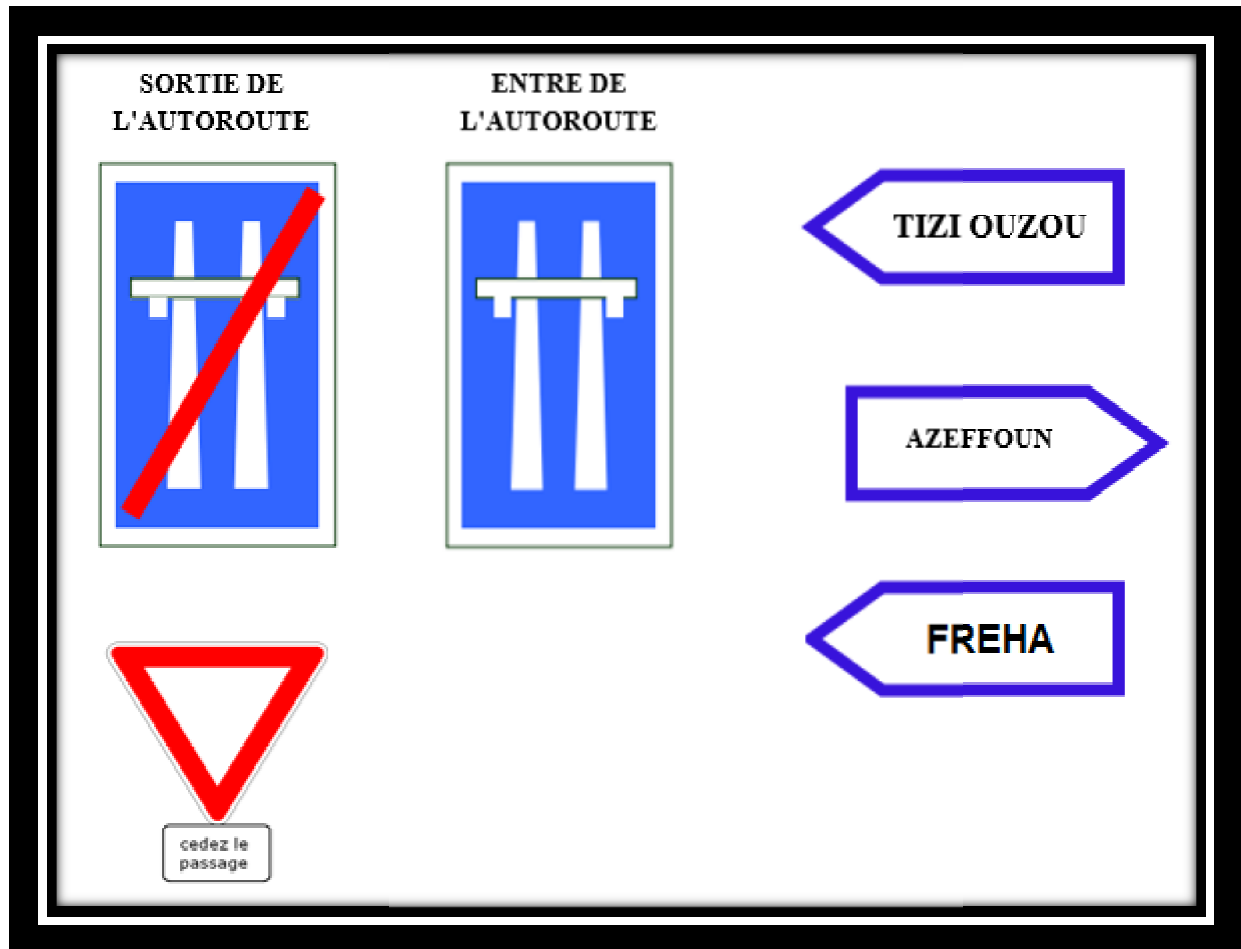 SORTIE DE
L'AUTOROUTE
ENTRE DE
L'AUTOROUTE
TIZI OUZOU
AZEFFOUN
FREHA
cedez le
passage